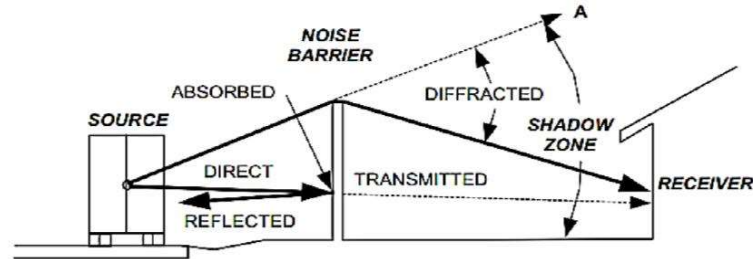 A
NOISE
BARRIER
ABSORBED
DIFFRACTED
SOURCE
SHADOW
ZONE
DIRECT
TRANSMITTED
RECEIVER
REFLECTED